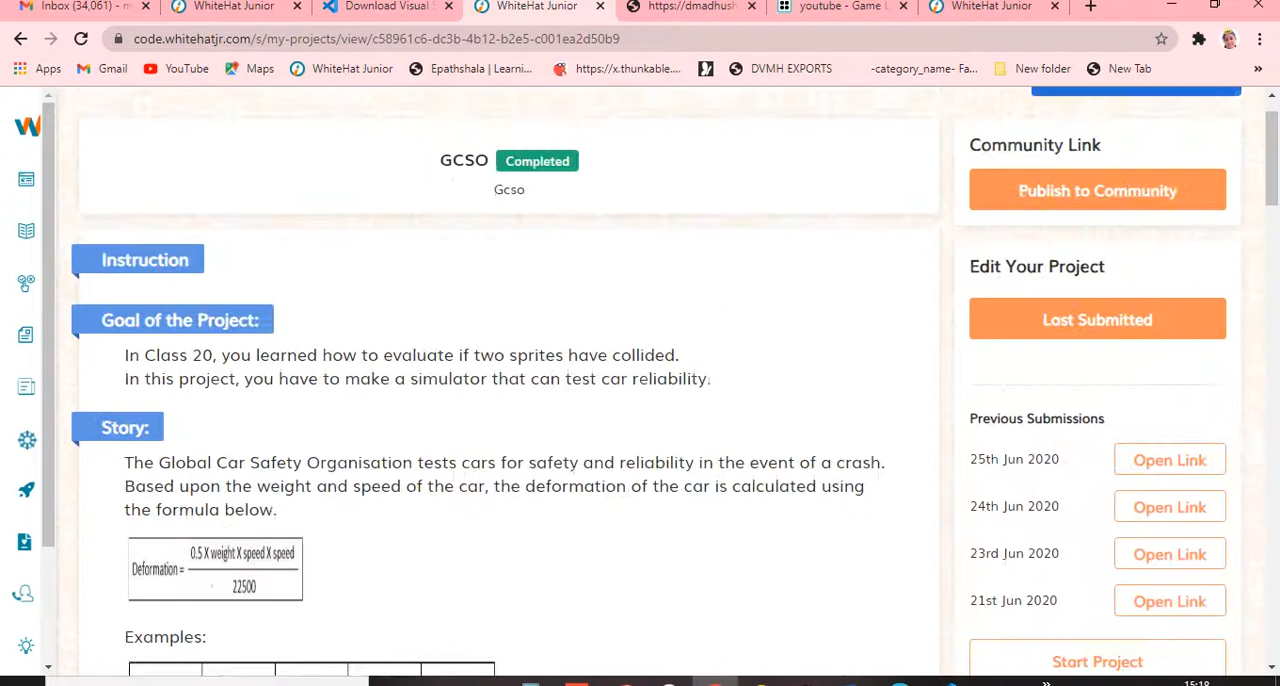 Inbox (34,061) - m
WhiteHat Junior
Download Visual
WhiteHat Junior
https://dmadhush
youtube - Game L
WhiteHat Junior
code.whitehatjr.com/s/my-projects/view/c58961c6-dc3b-4b12-b2e5-c001ea2d50b9
Apps
Gmail
YouTube
Maps
WhiteHat Junior
Epathshala | Learni...
https://x.thunkable....
DVMH EXPORTS
-category_name- Fa...
New folder
New Tab
»
GCSO Completed
Gcso
Instruction
Goal of the Project:
In Class 20, you learned how to evaluate if two sprites have collided.
In this project, you have to make a simulator that can test car reliability.
Story:
The Global Car Safety Organisation tests cars for safety and reliability in the event of a crash.
Based upon the weight and speed of the car, the deformation of the car is calculated using
the formula below.
Deformation = 0.5 X weight X speed X speed
22500
Examples:
Community Link
Publish to Community
Edit Your Project
Last Submitted
Previous Submissions
25th Jun 2020 Open Link
24th Jun 2020 Open Link
23rd Jun 2020 Open Link
21st Jun 2020 Open Link
Start Project
15:18